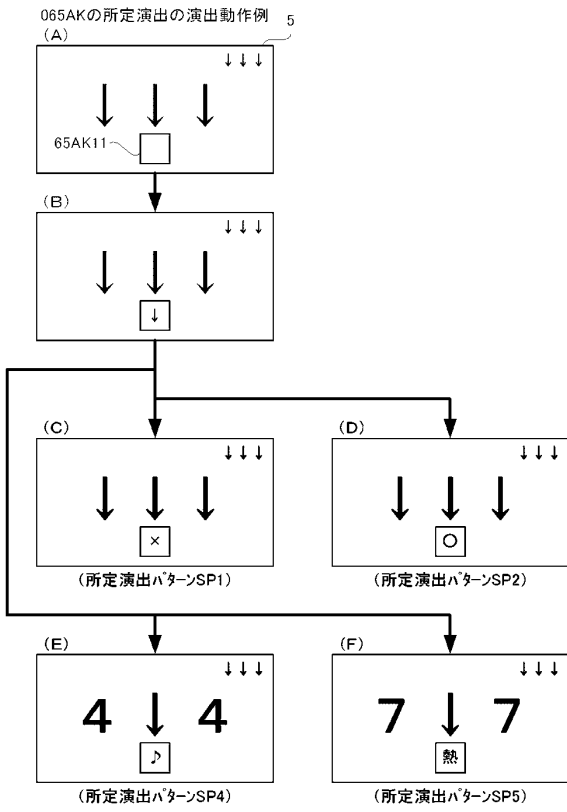 065AKの所定演出の演出動作例
(A)
5
↓↓↓
↓ ↓ ↓
65AK11
(B)
↓↓↓
↓ ↓ ↓
↓
(C)
↓↓↓
↓ ↓ ↓
×
(所定演出パターンSP1)
(D)
↓↓↓
↓ ↓ ↓
○
(所定演出パターンSP2)
(E)
↓↓↓
4 ↓ 4
♪
(所定演出パターンSP4)
(F)
↓↓↓
7 ↓ 7
熱
(所定演出パターンSP5)